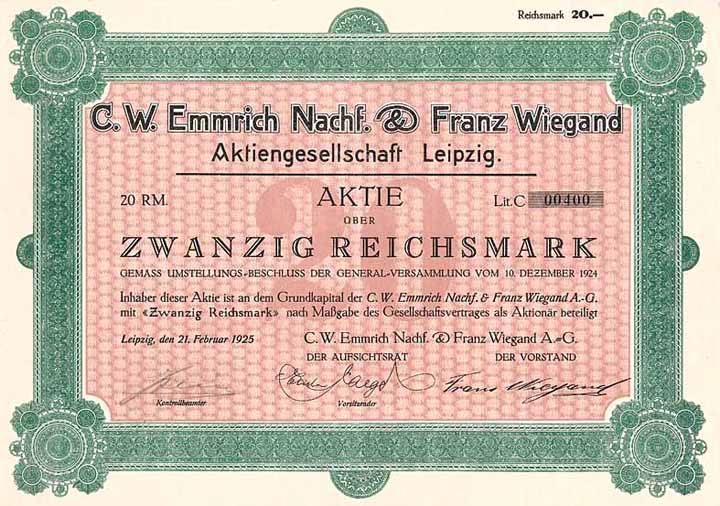 Reichsmark 20.—
C. W. Emmrich Nachf. & Franz Wiegand
Aktiengesellschaft Leipzig.
20 RM. AKTIE Lit. C 00400
ÜBER
ZWANZIG REICHSMARK
GEMASS UMSTELLUNGS-BESCHLUSS DER GENERAL-VERSAMMLUNG VOM 10. DEZEMBER 1924
Inhaber dieser Aktie ist an dem Grundkapital der C. W. Emmrich Nachf. & Franz Wiegand A.-G.
mit «Zwanzig Reichsmark» nach Maßgabe des Gesellschaftsvertrages als Aktionär beteiligt
Leipzig, den 21. Februar 1925 C. W. Emmrich Nachf. & Franz Wiegand A.-G.
DER AUFSICHTSRAT DER VORSTAND
Franz Wiegand
Kontrollbeamter Vorsitzender
20